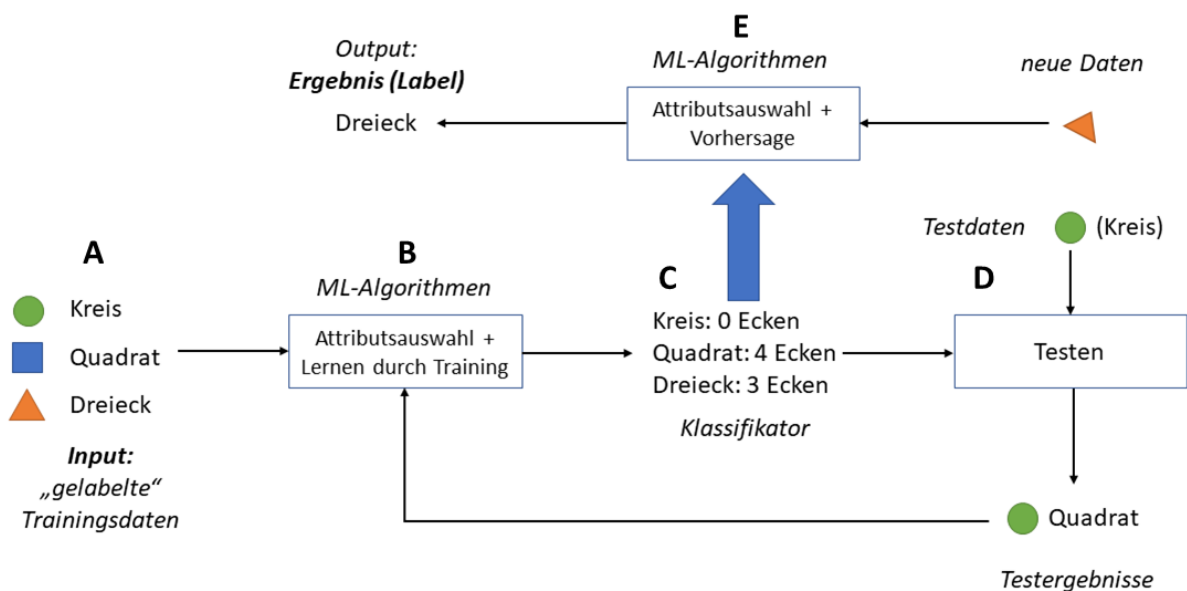 E
Output:
Ergebnis (Label)
Dreieck
ML-Algorithmen
Attributsauswahl +
Vorhersage
neue Daten
Testdaten
(Kreis)
A
Kreis
Quadrat
Dreieck
Input:
„gelabelte“
Trainingsdaten
B
ML-Algorithmen
Attributsauswahl +
Lernen durch Training
C
Kreis: 0 Ecken
Quadrat: 4 Ecken
Dreieck: 3 Ecken
Klassifikator
D
Testen
Quadrat
Testergebnisse